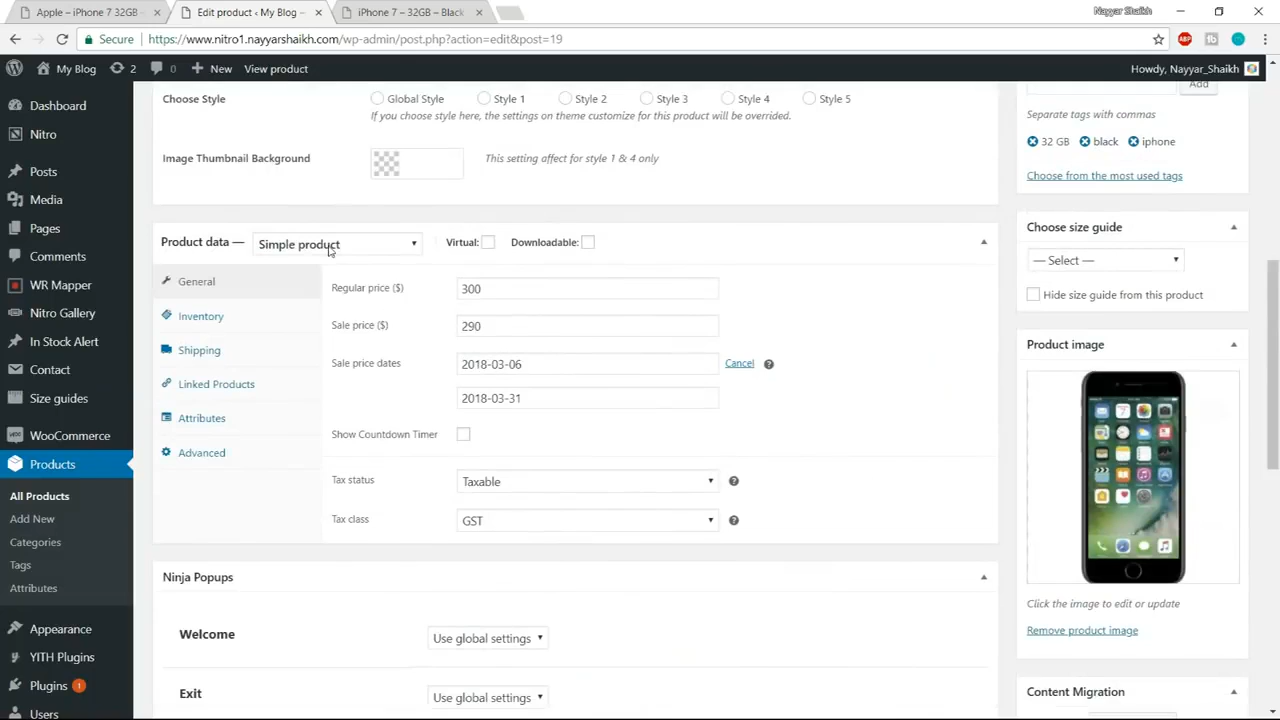 Apple – iPhone 7 32GB -
Edit product ‹ My Blog –
iPhone 7 – 32GB – Black
Nayyar Shaikh
Secure
https://www.nitro1.nayyarshaikh.com/wp-admin/post.php?action=edit&post=19
ABP
fb
My Blog
2
0
New
View product
Howdy, Nayyar_Shaikh
Dashboard
Nitro
Posts
Media
Pages
Comments
WR Mapper
Nitro Gallery
In Stock Alert
Contact
Size guides
WooCommerce
Products
All Products
Add New
Categories
Tags
Attributes
Appearance
YITH Plugins
Plugins 1
Users
Choose Style
Global Style
Style 1
Style 2
Style 3
Style 4
Style 5
If you choose style here, the settings on theme customize for this product will be overrided.
Image Thumbnail Background
This setting affect for style 1 & 4 only
Product data —
Simple product
Virtual:
Downloadable:
General
Inventory
Shipping
Linked Products
Attributes
Advanced
Regular price ($)
300
Sale price ($)
290
Sale price dates
2018-03-06
Cancel
2018-03-31
Show Countdown Timer
Tax status
Taxable
Tax class
GST
Ninja Popups
Welcome
Use global settings
Exit
Use global settings
Add
Separate tags with commas
32 GB
black
iphone
Choose from the most used tags
Choose size guide
— Select —
Hide size guide from this product
Product image
Click the image to edit or update
Remove product image
Content Migration